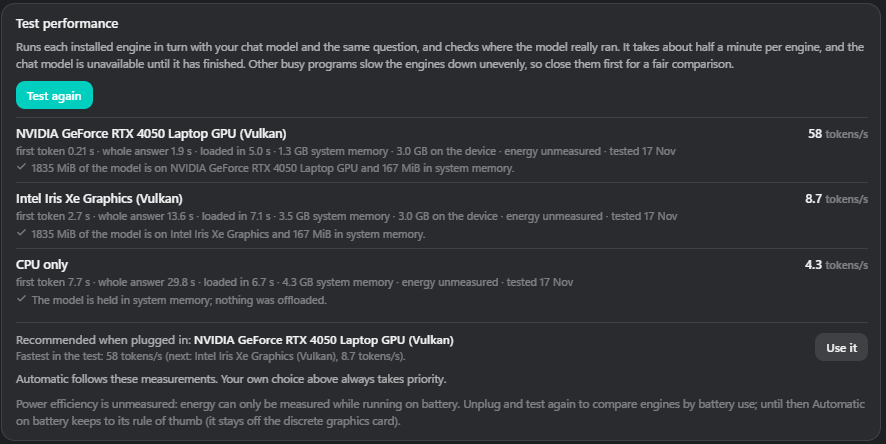 Test performance
Runs each installed engine in turn with your chat model and the same question, and checks where the model really ran. It takes about half a minute per engine, and the
chat model is unavailable until it has finished. Other busy programs slow the engines down unevenly, so close them first for a fair comparison.
Test again
NVIDIA GeForce RTX 4050 Laptop GPU (Vulkan) 58 tokens/s
first token 0.21 s · whole answer 1.9 s · loaded in 5.0 s · 1.3 GB system memory · 3.0 GB on the device · energy unmeasured · tested 17 Nov
✓ 1835 MiB of the model is on NVIDIA GeForce RTX 4050 Laptop GPU and 167 MiB in system memory.
Intel Iris Xe Graphics (Vulkan) 8.7 tokens/s
first token 2.7 s · whole answer 13.6 s · loaded in 7.1 s · 3.5 GB system memory · 3.0 GB on the device · energy unmeasured · tested 17 Nov
✓ 1835 MiB of the model is on Intel Iris Xe Graphics and 167 MiB in system memory.
CPU only 4.3 tokens/s
first token 7.7 s · whole answer 29.8 s · loaded in 6.7 s · 4.3 GB system memory · energy unmeasured · tested 17 Nov
✓ The model is held in system memory; nothing was offloaded.
Recommended when plugged in: NVIDIA GeForce RTX 4050 Laptop GPU (Vulkan)
Fastest in the test: 58 tokens/s (next: Intel Iris Xe Graphics (Vulkan), 8.7 tokens/s).
Use it
Automatic follows these measurements. Your own choice above always takes priority.
Power efficiency is unmeasured: energy can only be measured while running on battery. Unplug and test again to compare engines by battery use; until then Automatic
on battery keeps to its rule of thumb (it stays off the discrete graphics card).